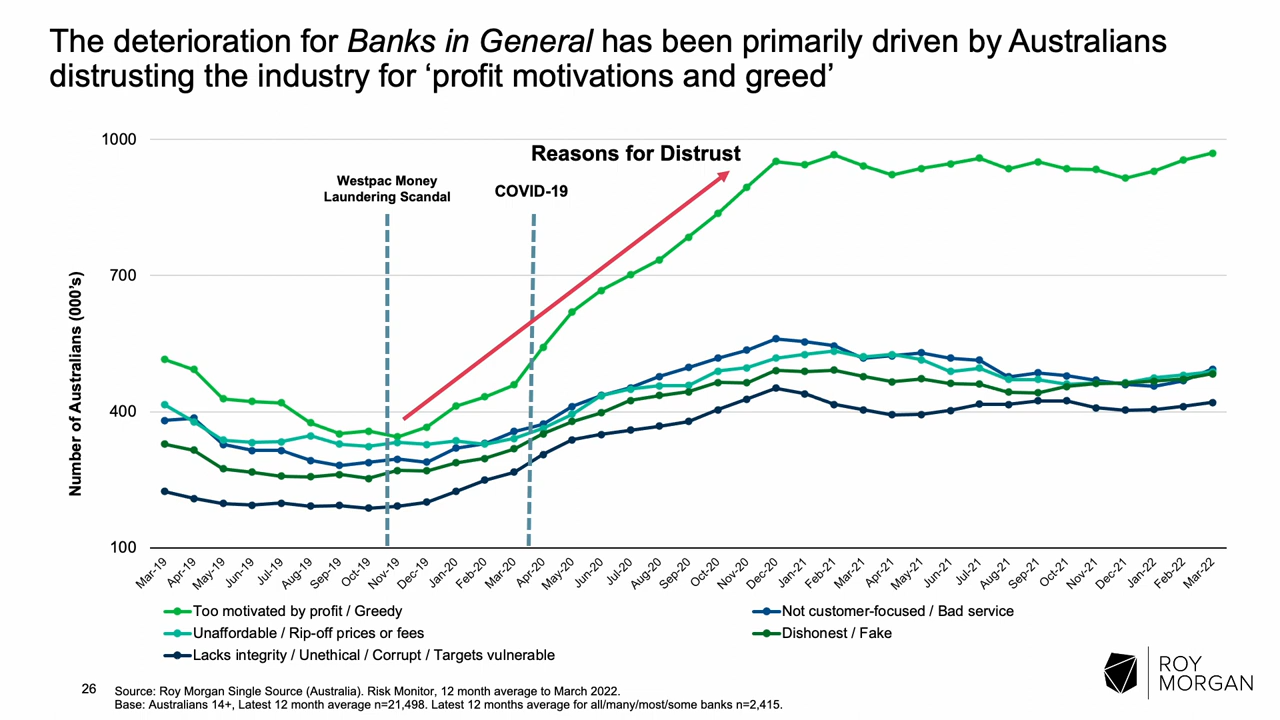 The deterioration for Banks in General has been primarily driven by Australians
distrusting the industry for ‘profit motivations and greed’
Reasons for Distrust
Westpac Money
Laundering Scandal
COVID-19
Number of Australians (000's)
1000
700
400
100
Mar-19
Apr-19
May-19
Jun-19
Jul-19
Aug-19
Sep-19
Oct-19
Nov-19
Dec-19
Jan-20
Feb-20
Mar-20
Apr-20
May-20
Jun-20
Jul-20
Aug-20
Sep-20
Oct-20
Nov-20
Dec-20
Jan-21
Feb-21
Mar-21
Apr-21
May-21
Jun-21
Jul-21
Aug-21
Sep-21
Oct-21
Nov-21
Dec-21
Jan-22
Feb-22
Mar-22
Too motivated by profit / Greedy
Not customer-focused / Bad service
Unaffordable / Rip-off prices or fees
Dishonest / Fake
Lacks integrity / Unethical / Corrupt / Targets vulnerable
26
Source: Roy Morgan Single Source (Australia). Risk Monitor, 12 month average to March 2022.
Base: Australians 14+, Latest 12 month average n=21,498. Latest 12 months average for all/many/most/some banks n=2,415.
ROY
MORGAN